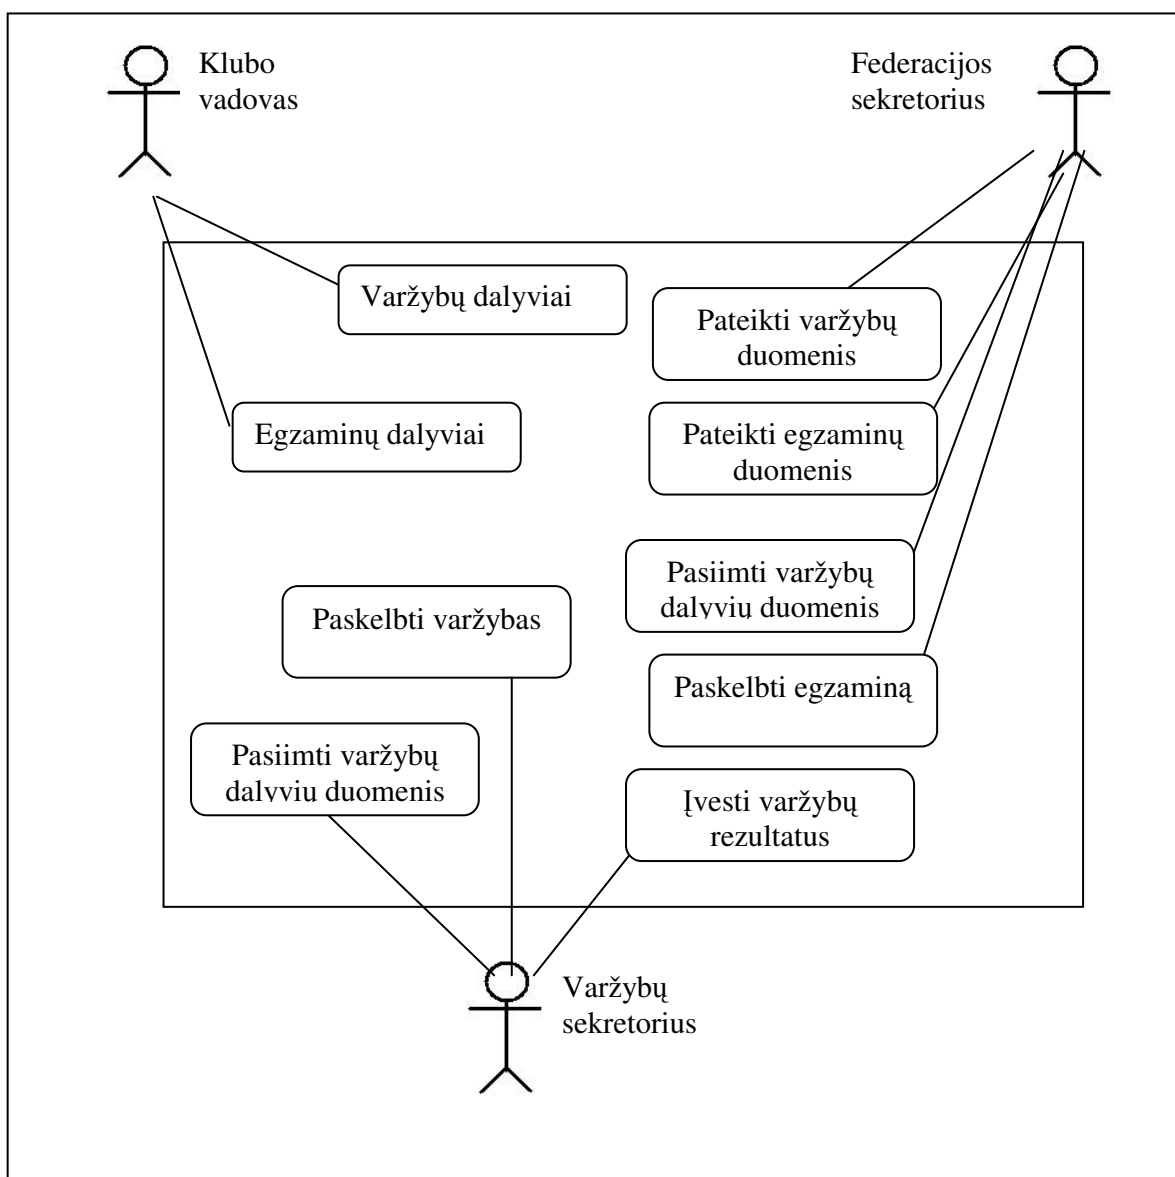 Klubo
vadovas
Federacijos
sekretorius
Varžybų dalyviai
Pateikti varžybų
duomenis
Egzaminų dalyviai
Pateikti egzaminų
duomenis
Pasiimti varžybų
dalyvių duomenis
Paskelbti varžybas
Paskelbti egzaminą
Pasiimti varžybų
dalyvių duomenis
Įvesti varžybų
rezultatus
Varžybų
sekretorius